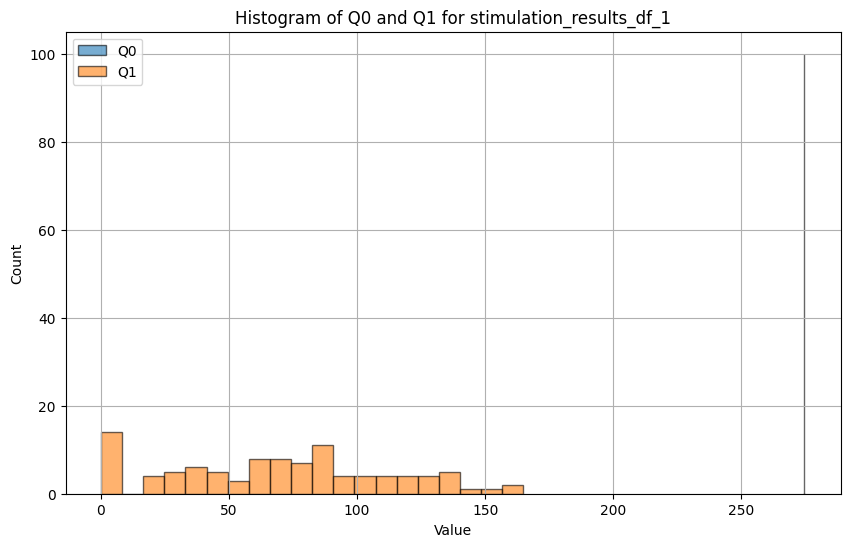 Histogram of Q0 and Q1 for stimulation_results_df_1
Q0
Q1
100
80
60
40
20
0
Count
0 50 100 150 200 250
Value